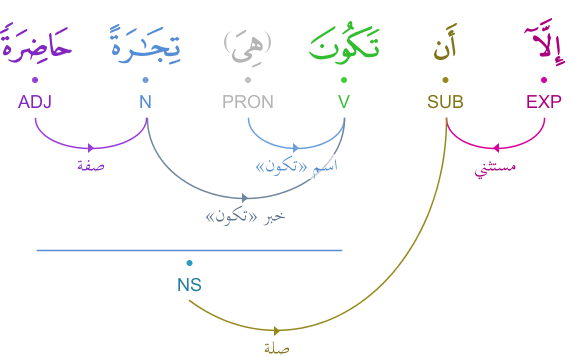 إِلَّآ أَن تَكُونَ (هِىَ) تِجَـٰرَةً حَاضِرَةً
EXP SUB V PRON N ADJ
مستثني اسم «تكون» صفة
خبر «تكون»
NS
صلة